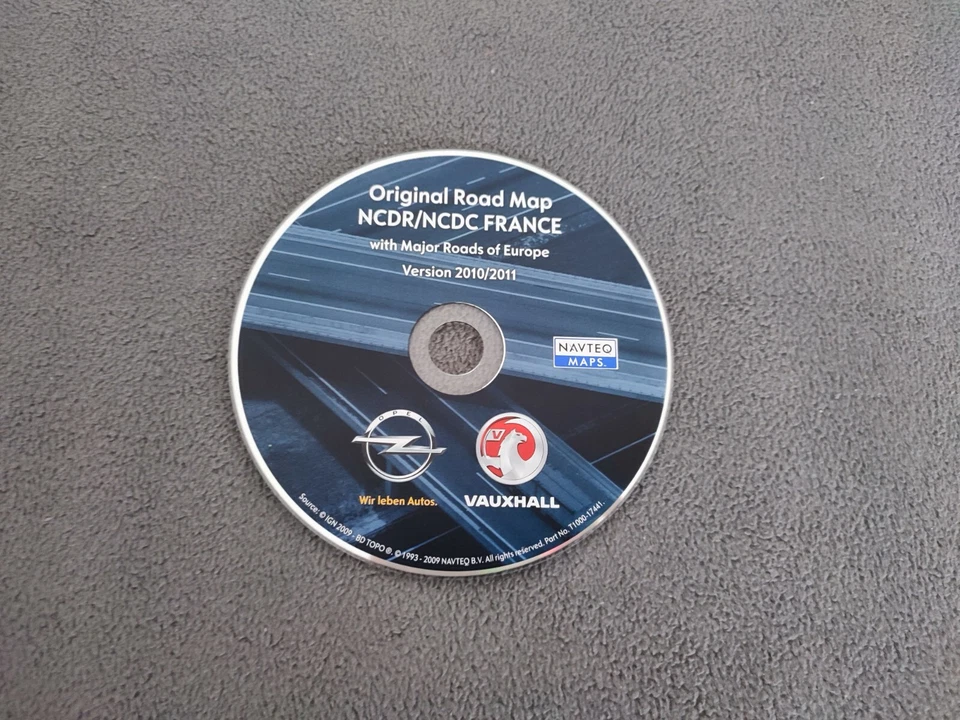 Original Road Map
NCDR/NCDC FRANCE
with Major Roads of Europe
Version 2010/2011
NAVTEQ
MAPS™
OPEL
V
Wir leben Autos.
VAUXHALL
Source: © IGN 2009 - BD TOPO ®. © 1993 - 2009 NAVTEQ B.V. All rights reserved. Part No. T1000-17441.